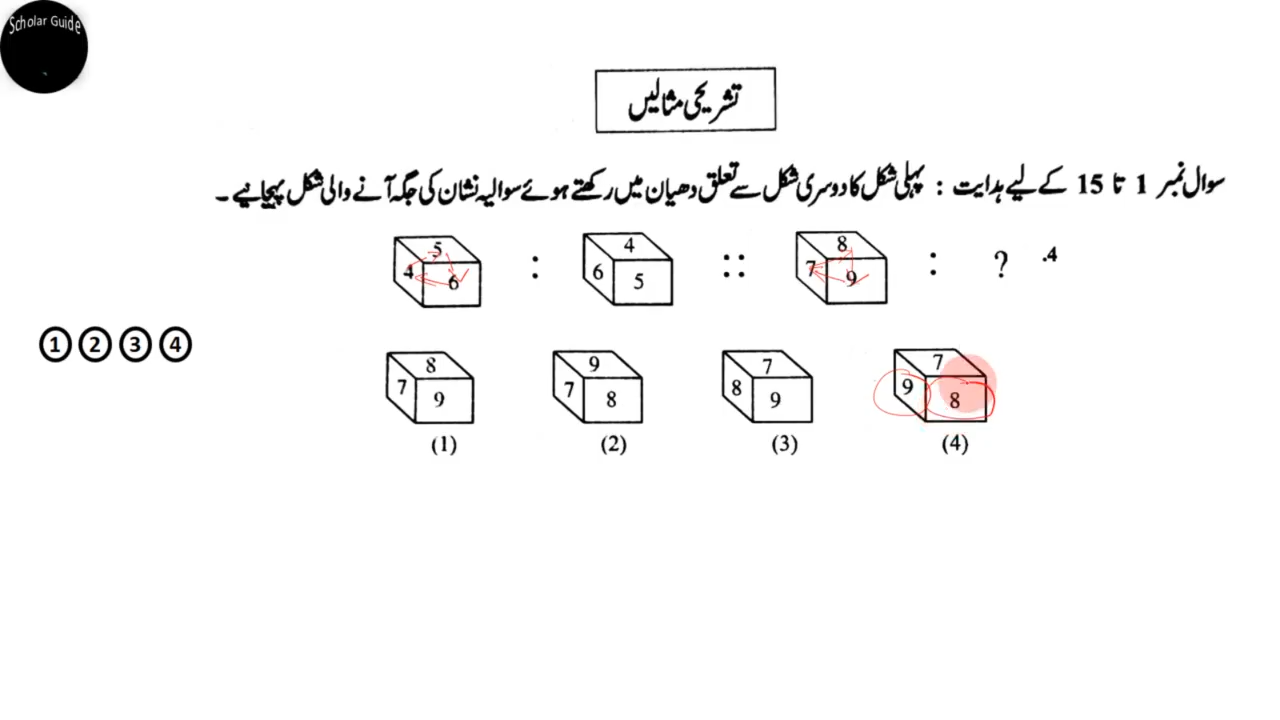 Scholar Guide
تشریحی مثالیں
سوال نمبر 1 تا 15 کے لیے ہدایت : پہلی شکل کا دوسری شکل سے تعلق دھیان میں رکھتے ہوئے سوالیہ نشان کی جگہ آنے والی شکل پہچانیے ۔
5 4 6 : 4 6 5 :: 8 7 9 : ? .4
1 2 3 4
8 7 9 9 7 8 7 8 9 7 9 8
(1) (2) (3) (4)